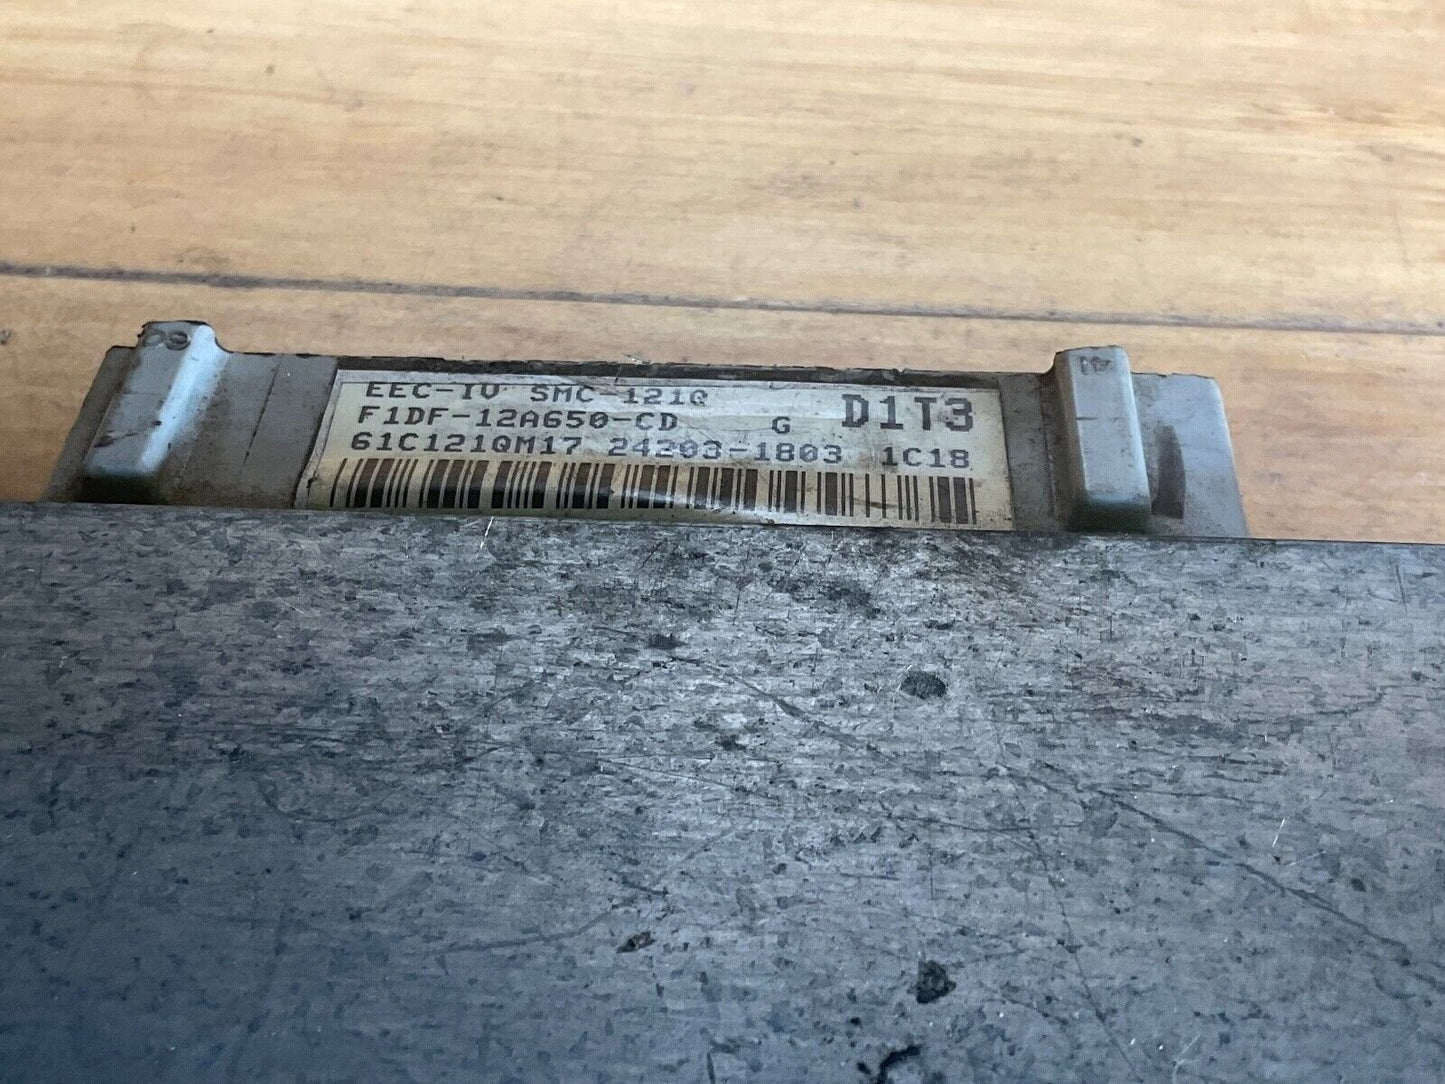 EEC-IV SMC-121Q
F1DF-12A650-CD G D1T3
61C121QM17 24203-1803 1C18